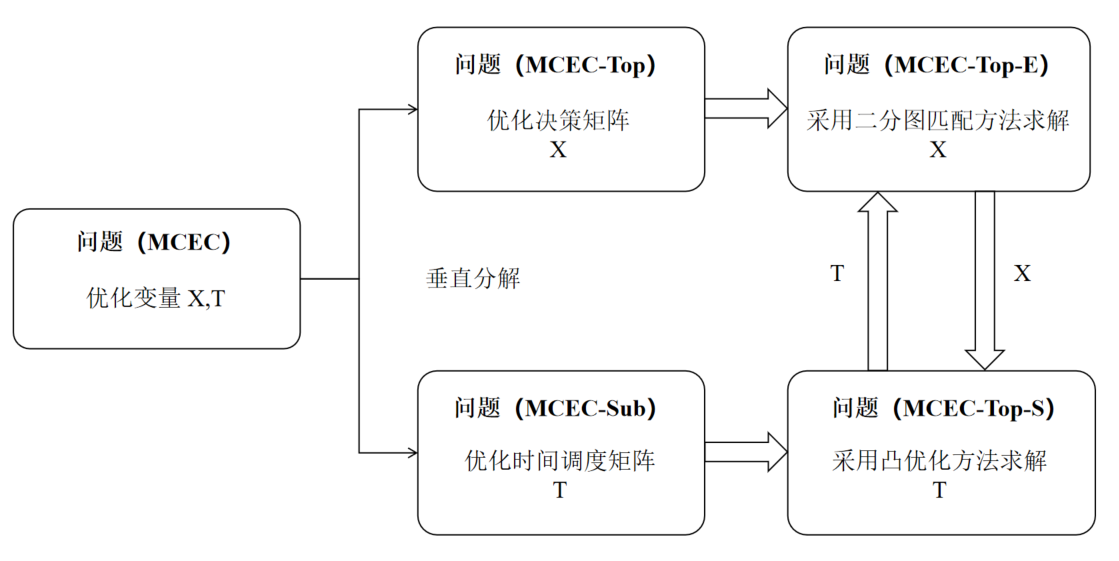 问题（MCEC）
优化变量 X,T
垂直分解
问题（MCEC-Top）
优化决策矩阵
X
问题（MCEC-Sub）
优化时间调度矩阵
T
问题（MCEC-Top-E）
采用二分图匹配方法求解
X
T
X
问题（MCEC-Top-S）
采用凸优化方法求解
T